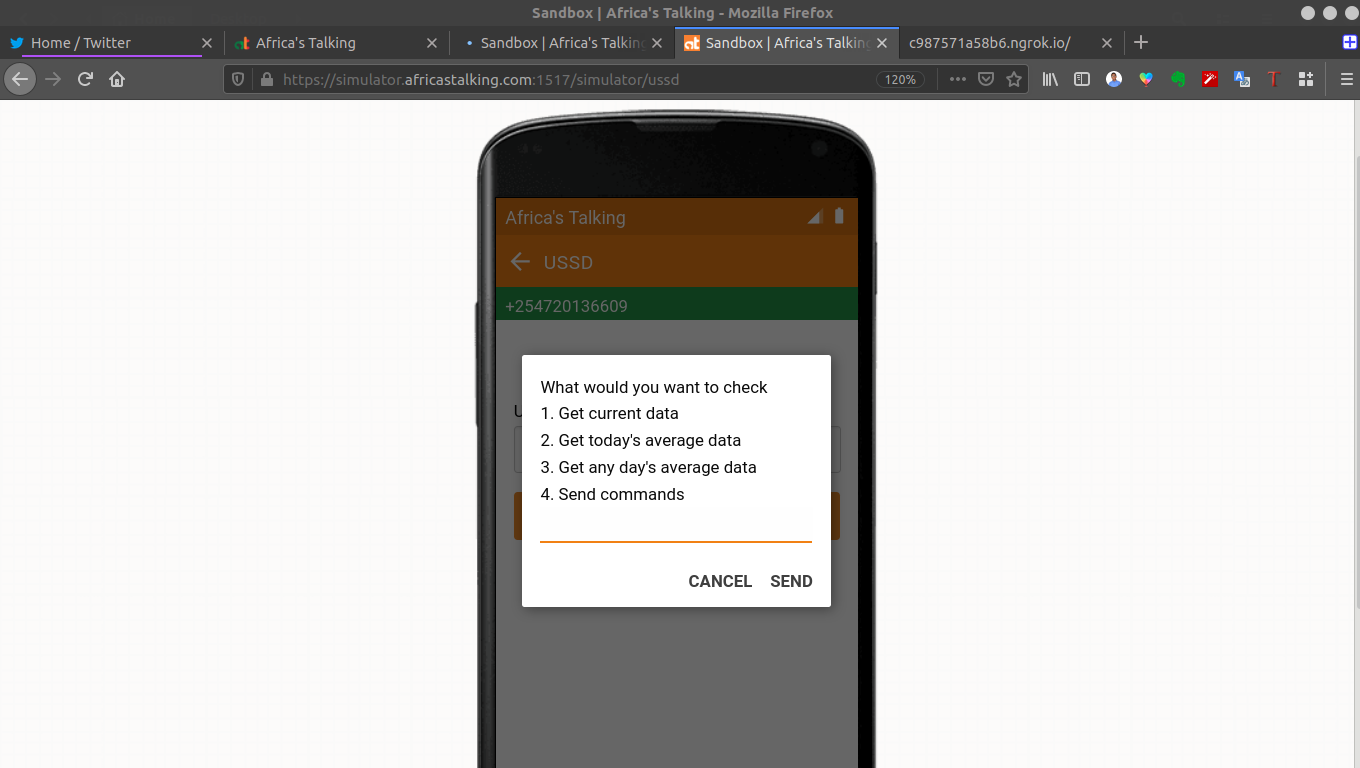 Sandbox | Africa's Talking - Mozilla Firefox
Home / Twitter
Africa's Talking
Sandbox | Africa's Talking
Sandbox | Africa's Talking
c987571a58b6.ngrok.io/
https://simulator.africastalking.com:1517/simulator/ussd
120%
Africa's Talking
USSD
+254720136609
U
What would you want to check
1. Get current data
2. Get today's average data
3. Get any day's average data
4. Send commands
CANCEL SEND